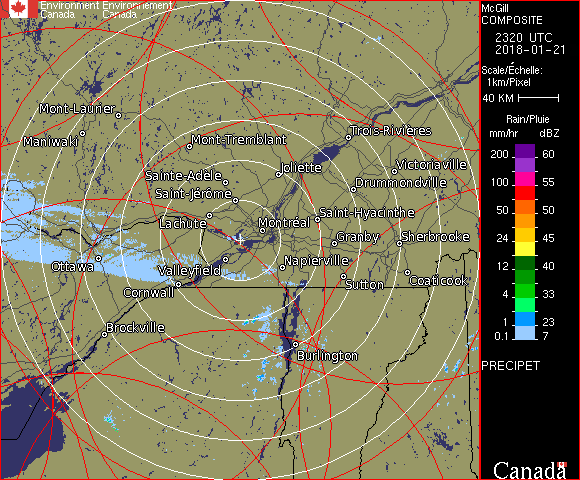 Environment Environnement
Canada Canada
McGill
COMPOSITE
2320 UTC
2018-01-21
Scale/Échelle:
1km/Pixel
40 KM
Rain/Pluie
mm/hr dBZ
200 60
55
100 55
50 50
24 45
12 40
4 33
1 23
0.1 7
PRECIPET
Mont-Laurier
Maniwaki
Mont-Tremblant
Trois-Rivières
Sainte-Adèle
Joliette
Victoriaville
Saint-Jérôme
Drummondville
Lachute
Montréal
Saint-Hyacinthe
Granby
Sherbrooke
Ottawa
Valleyfield
Napierville
Cornwall
Sutton
Coaticook
Brockville
Burlington
Canada